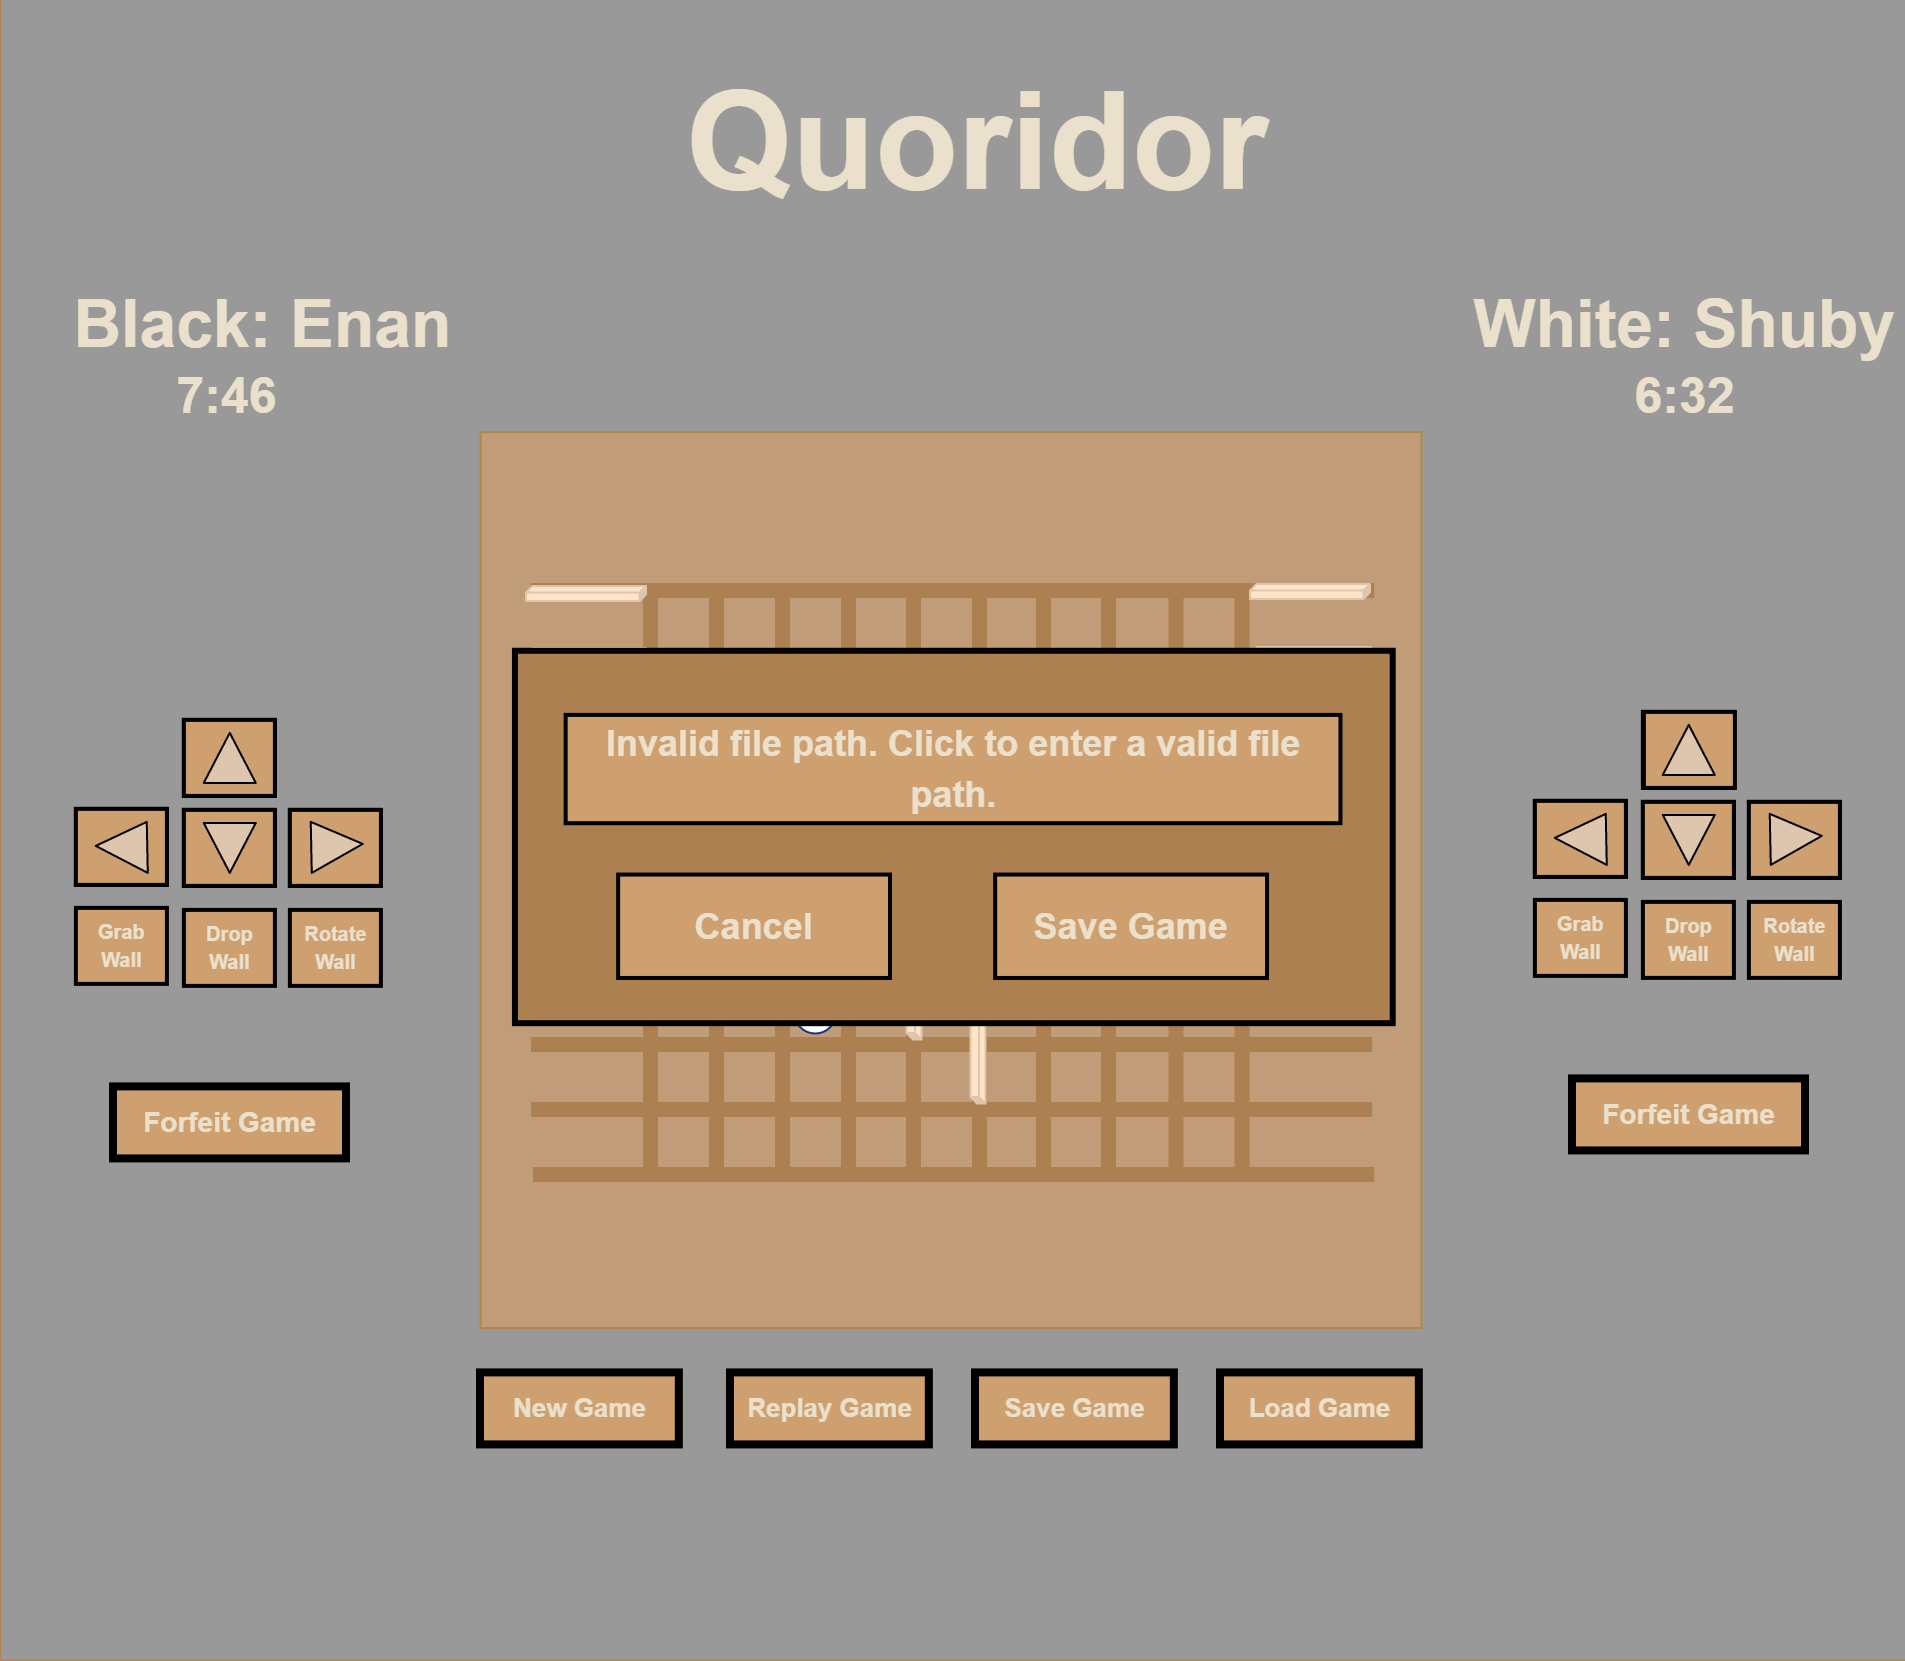 Quoridor
Black: Enan
7:46
White: Shuby
6:32
Invalid file path. Click to enter a valid file
path.
Cancel
Save Game
Grab
Wall
Drop
Wall
Rotate
Wall
Grab
Wall
Drop
Wall
Rotate
Wall
Forfeit Game
Forfeit Game
New Game
Replay Game
Save Game
Load Game